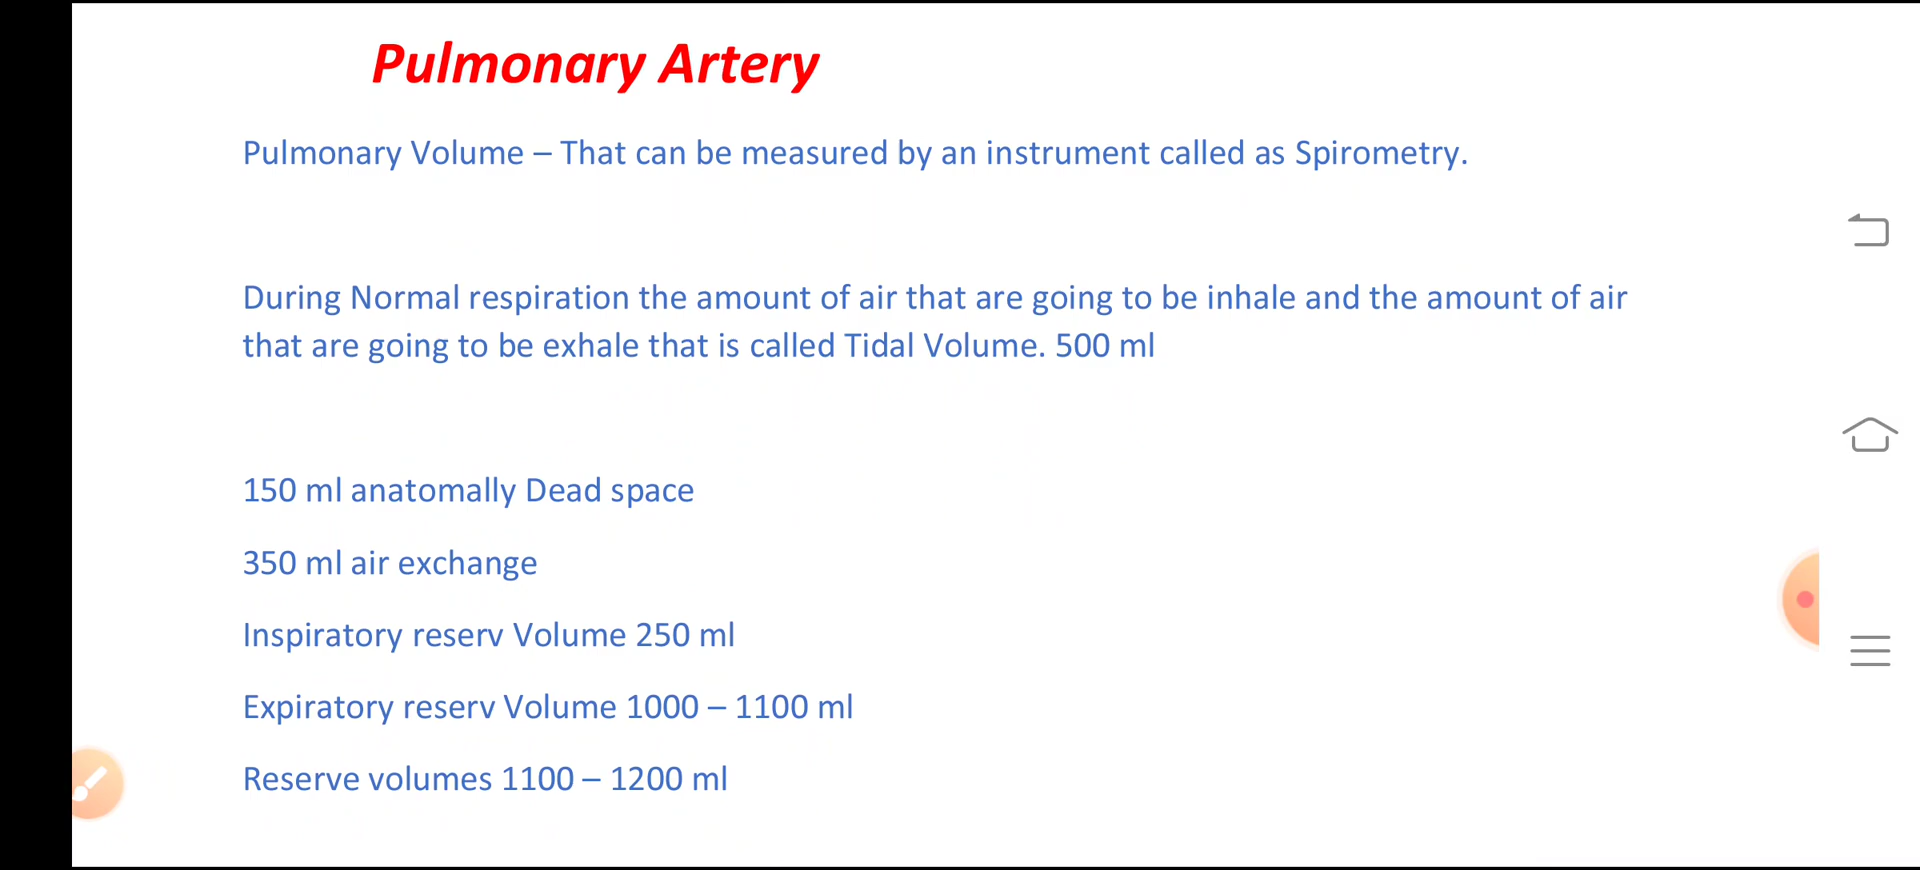 Pulmonary Artery
Pulmonary Volume – That can be measured by an instrument called as Spirometry.
During Normal respiration the amount of air that are going to be inhale and the amount of air
that are going to be exhale that is called Tidal Volume. 500 ml
150 ml anatomally Dead space
350 ml air exchange
Inspiratory reserv Volume 250 ml
Expiratory reserv Volume 1000 – 1100 ml
Reserve volumes 1100 – 1200 ml